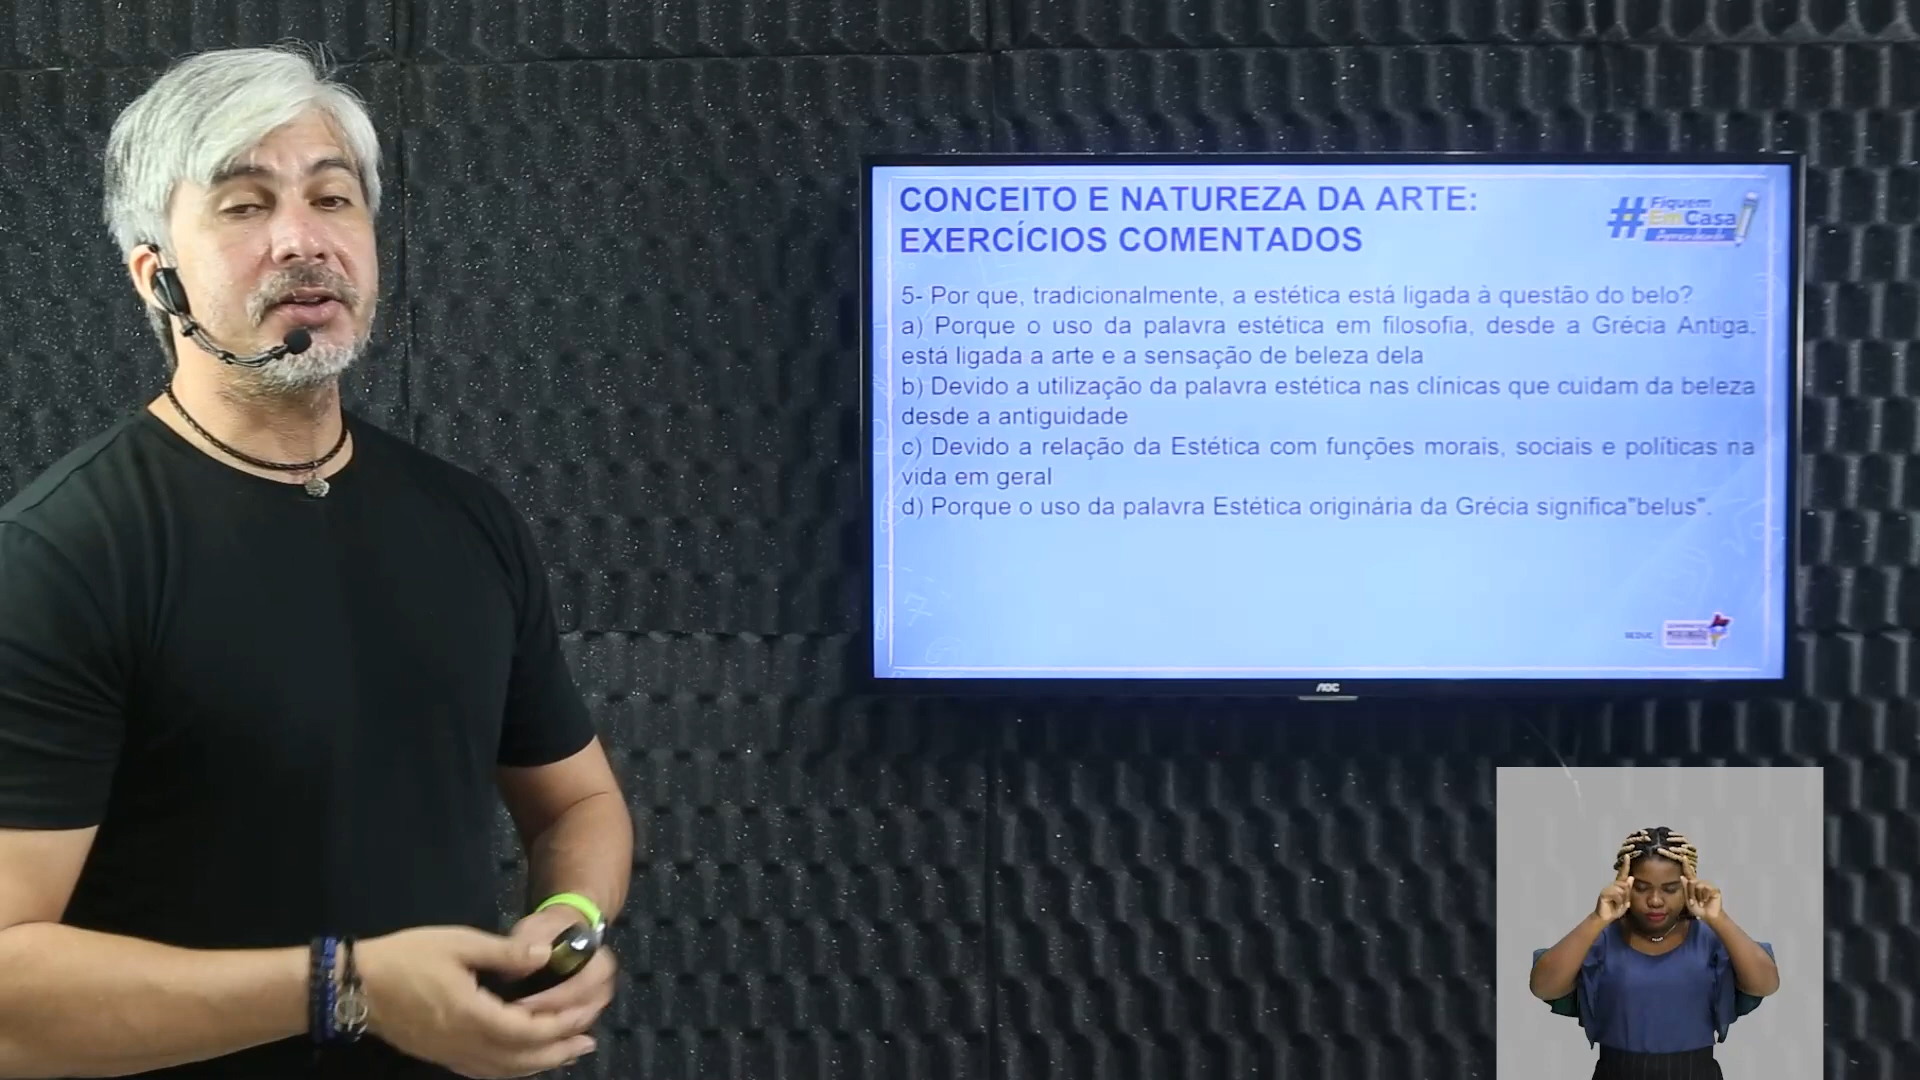 CONCEITO E NATUREZA DA ARTE:
EXERCÍCIOS COMENTADOS
#Fiquem
EmCasa
5- Por que, tradicionalmente, a estética está ligada à questão do belo?
a) Porque o uso da palavra estética em filosofia, desde a Grécia Antiga,
está ligada a arte e a sensação de beleza dela
b) Devido a utilização da palavra estética nas clínicas que cuidam da beleza
desde a antiguidade
c) Devido a relação da Estética com funções morais, sociais e políticas na
vida em geral
d) Porque o uso da palavra Estética originária da Grécia significa"belus".
SEDUC
AOC